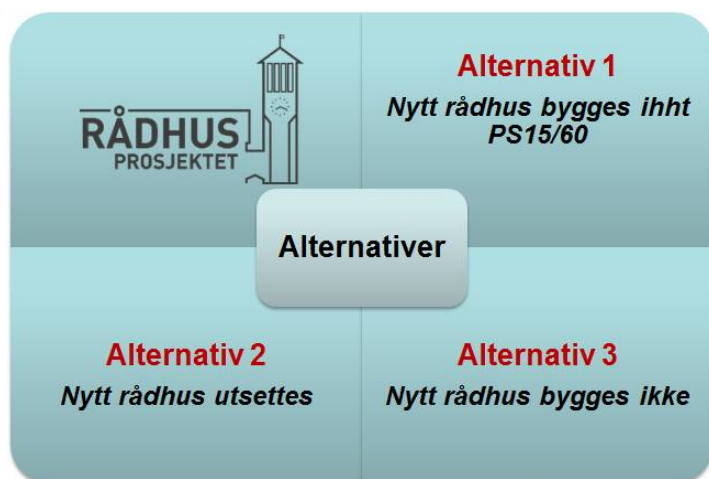 RÅDHUS
PROSJEKTET
Alternativ 1
Nytt rådhus bygges ihht
PS15/60
Alternativer
Alternativ 2
Nytt rådhus utsettes
Alternativ 3
Nytt rådhus bygges ikke